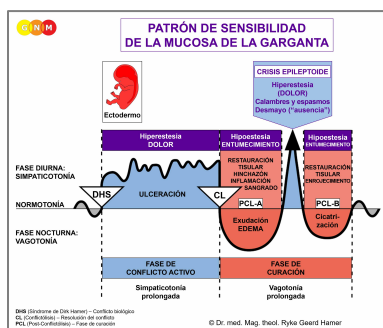 GNM
PATRÓN DE SENSIBILIDAD
DE LA MUCOSA DE LA GARGANTA
CRISIS EPILEPTOIDE
Hiperestesia
(DOLOR)
Calambres y espasmos
Desmayo (“ausencia”)
Ectodermo
Hiperestesia
DOLOR
Hipoestesia
ENTUMECIMIENTO
Hipoestesia
ENTUMECIMIENTO
FASE DIURNA:
SIMPATICOTONÍA
RESTAURACIÓN
TISULAR
HINCHAZÓN
INFLAMACIÓN
SANGRADO
RESTAURACIÓN
TISULAR
ENROJECIMIENTO
DHS
ULCERACIÓN
CL
PCL-A
PCL-B
NORMOTONÍA
FASE NOCTURNA:
VAGOTONÍA
Exudación
EDEMA
Cicatri-
zación
FASE DE
CONFLICTO ACTIVO
FASE DE
CURACIÓN
Simpaticotonía
prolongada
Vagotonía
prolongada
DHS (Síndrome de Dirk Hamer) – Conflicto biológico
CL (Conflictólisis) – Resolución del conflicto
PCL (Post-Conflictólisis) – Fase de curación
© Dr. med. Mag. theol. Ryke Geerd Hamer